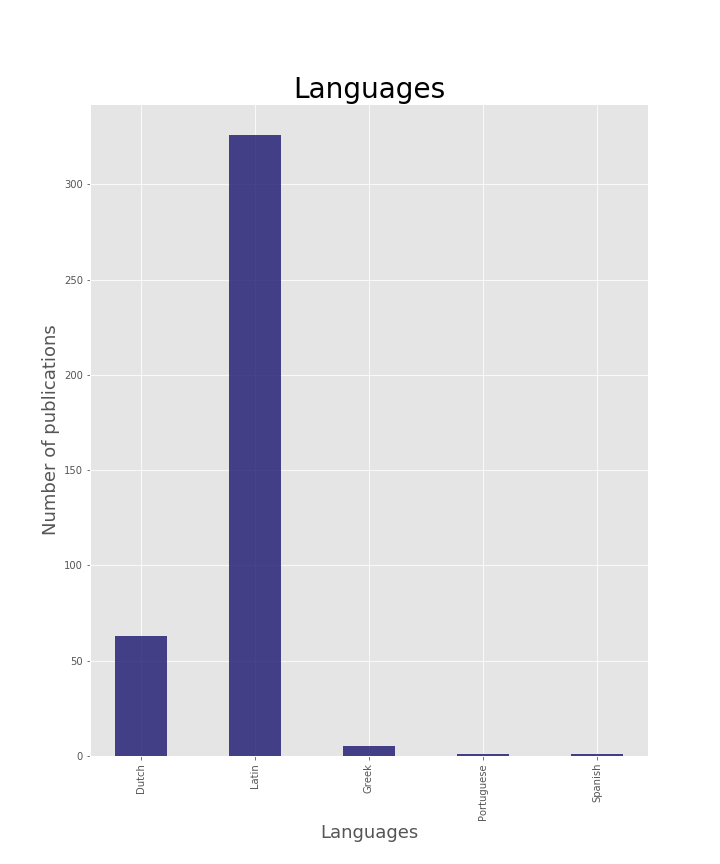 Languages
Number of publications
300
250
200
150
100
50
0
Dutch
Latin
Greek
Portuguese
Spanish
Languages